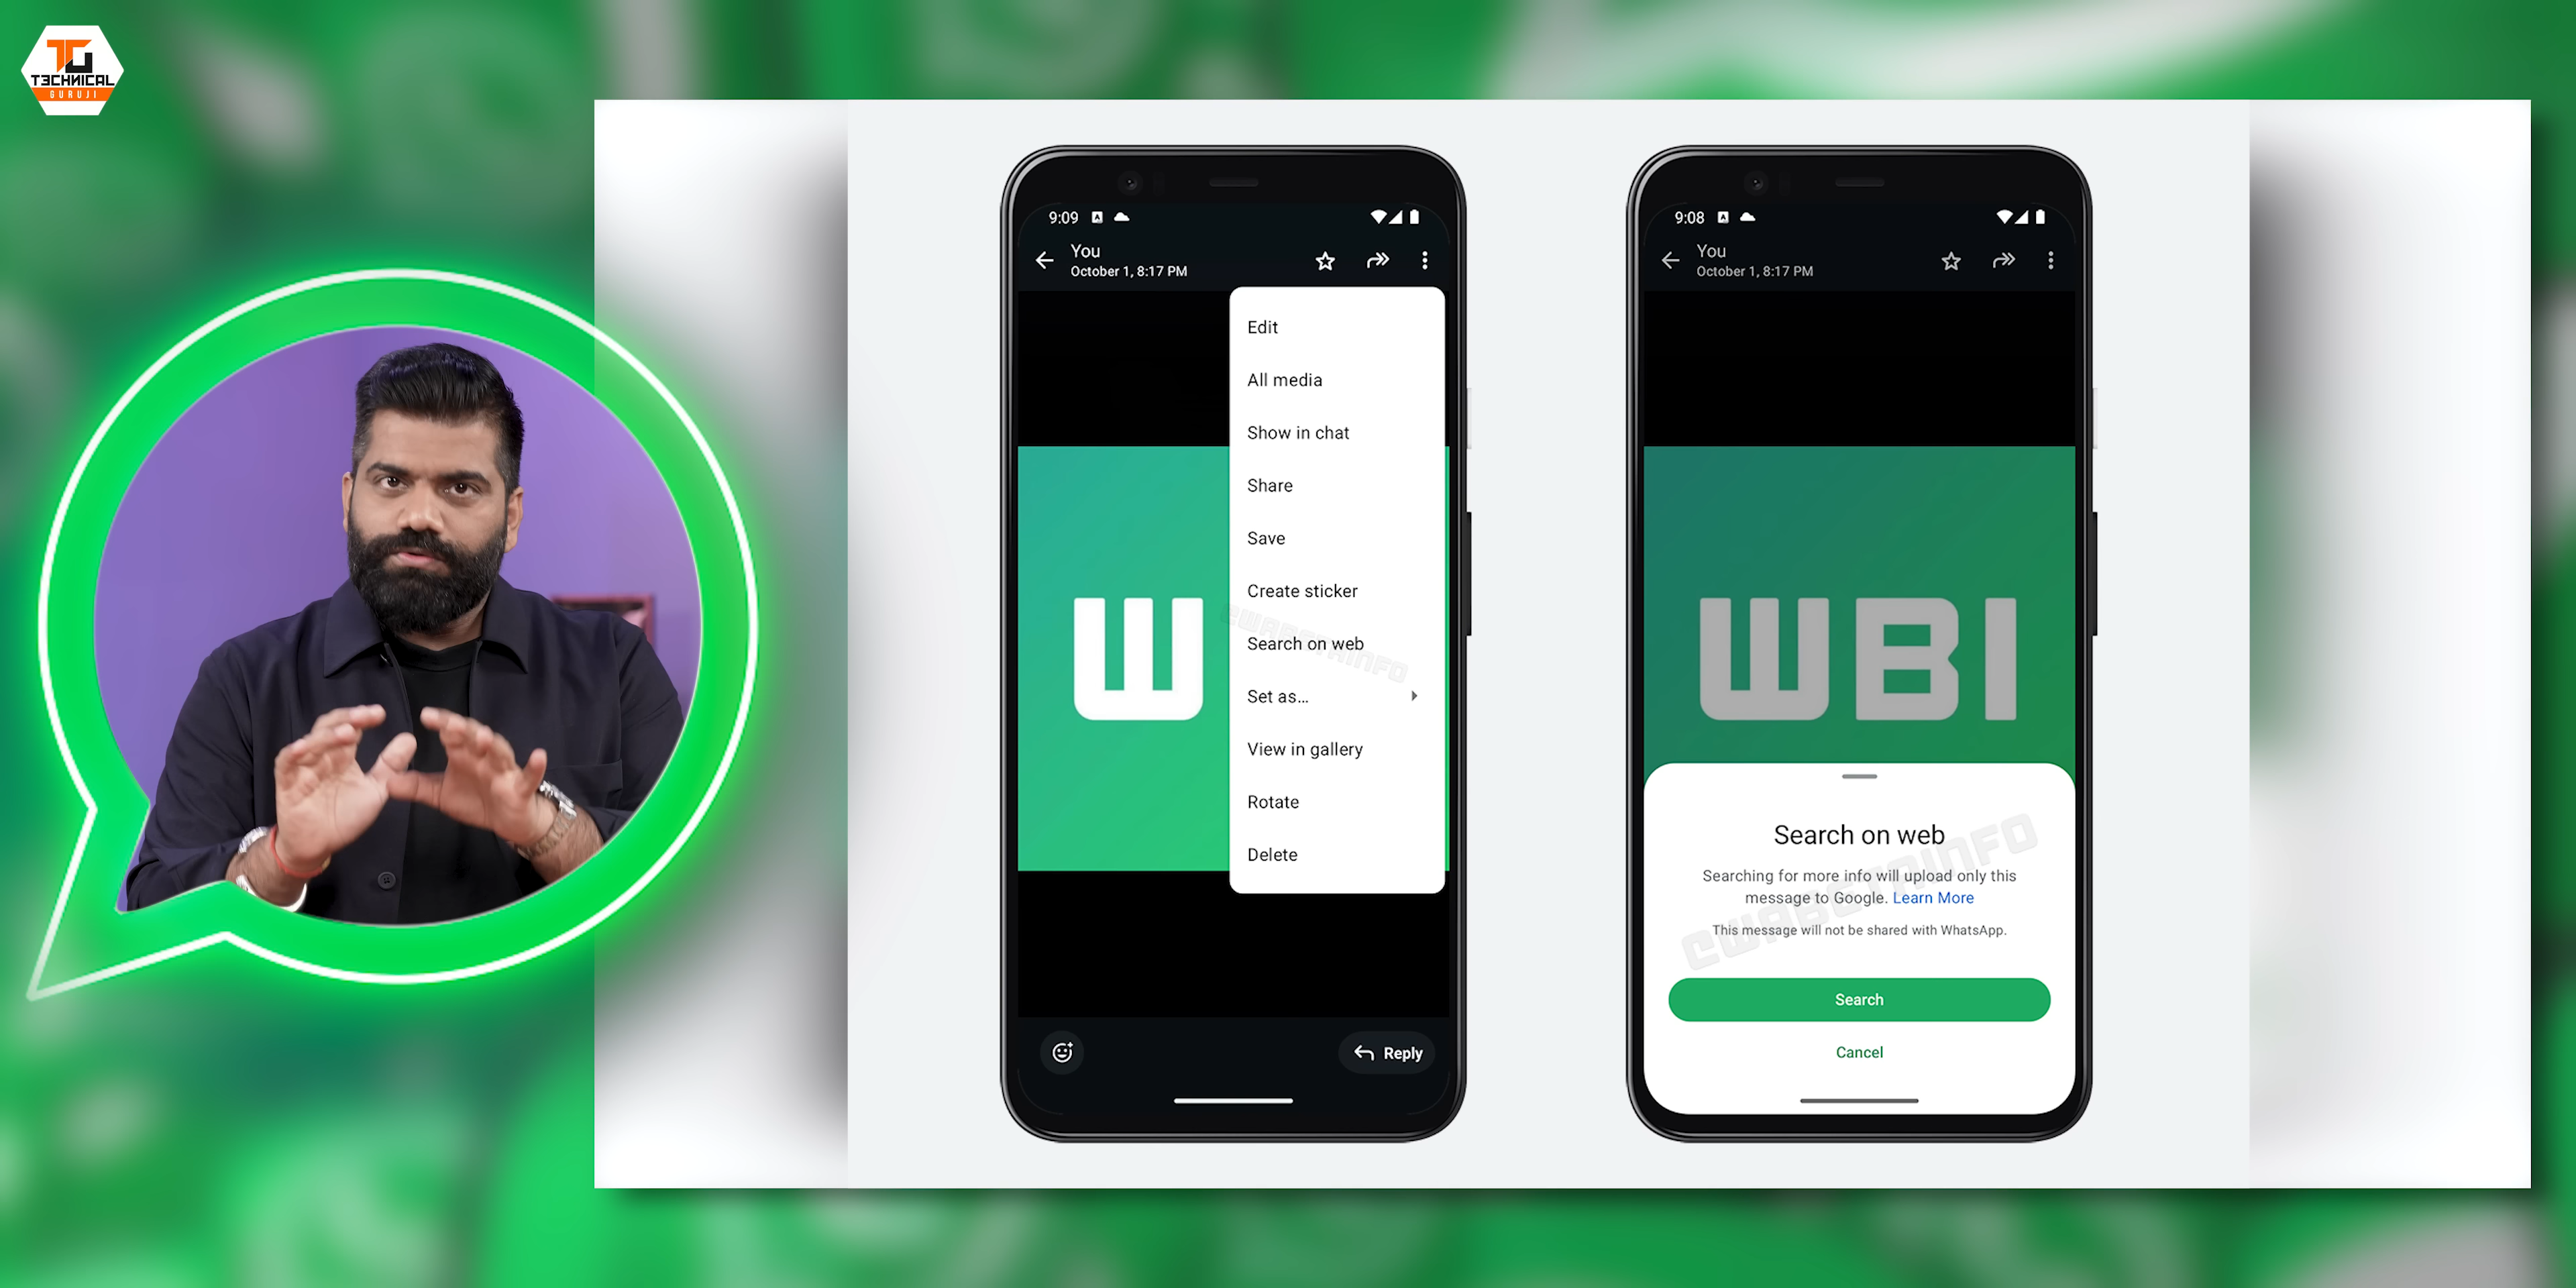 TECHNICAL
GURUJI
9:09
You
October 1, 8:17 PM
Edit
All media
Show in chat
Share
Save
Create sticker
Search on web
Set as...
View in gallery
Rotate
Delete
W
@WABETAINFO
Reply
9:08
You
October 1, 8:17 PM
WBI
Search on web
Searching for more info will upload only this
message to Google. Learn More
This message will not be shared with WhatsApp.
@WABETAINFO
Search
Cancel